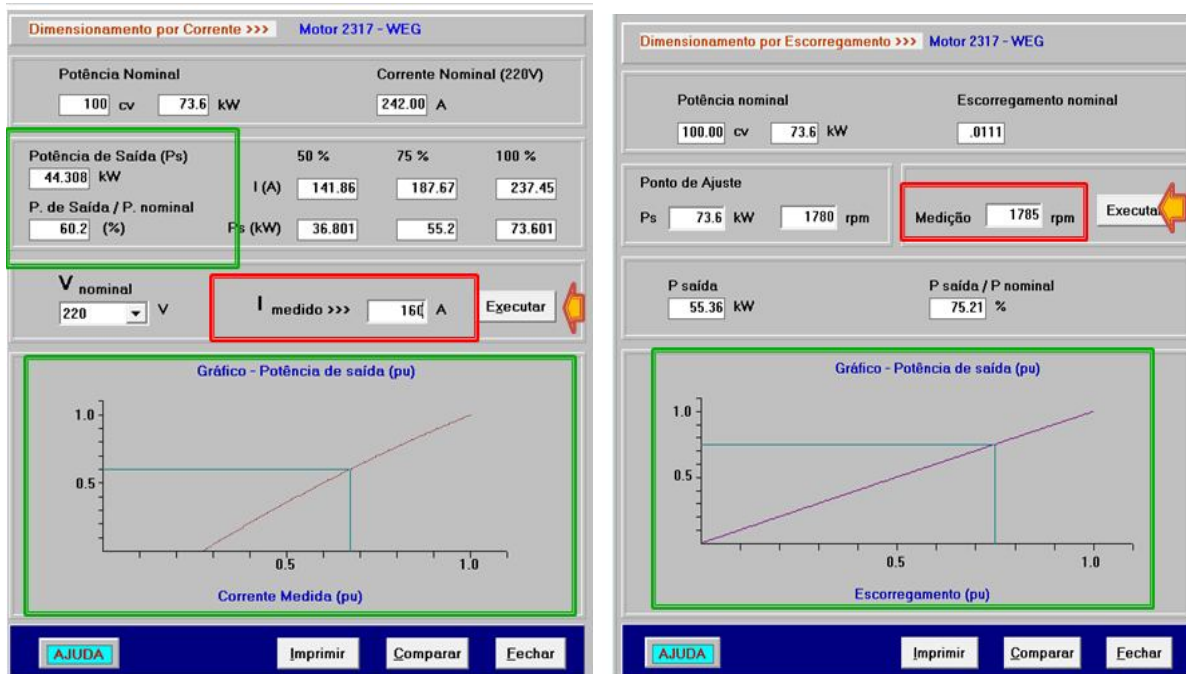 Dimensionamento por Corrente >>> Motor 2317 - WEG
Potência Nominal Corrente Nominal (220V)
100 cv 73.6 kW 242.00 A
Potência de Saída (Ps) 50 % 75 % 100 %
44.308 kW
I (A) 141.86 187.67 237.45
P. de Saída / P. nominal
60.2 (%) Ps (kW) 36.801 55.2 73.601
V nominal
220 V I medido >>> 160 A Executar
Gráfico - Potência de saída (pu)
1.0
0.5
0.5 1.0
Corrente Medida (pu)
AJUDA Imprimir Comparar Fechar
Dimensionamento por Escorregamento >>> Motor 2317 - WEG
Potência nominal Escorregamento nominal
100.00 cv 73.6 kW .0111
Ponto de Ajuste
Ps 73.6 kW 1780 rpm Medição 1785 rpm Executar
P saída P saída / P nominal
55.36 kW 75.21 %
Gráfico - Potência de saída (pu)
1.0
0.5
0.5 1.0
Escorregamento (pu)
AJUDA Imprimir Comparar Fechar